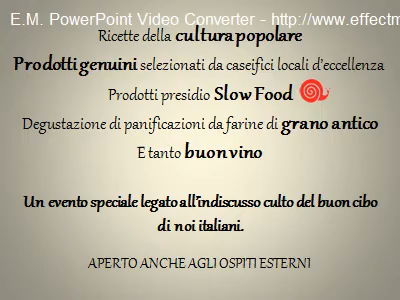 E.M. PowerPoint Video Converter - http://www.effectm
Ricette della cultura popolare
Prodotti genuini selezionati da caseifici locali d'eccellenza
Prodotti presidio Slow Food
Degustazione di panificazioni da farine di grano antico
E tanto buon vino
Un evento speciale legato all'indiscusso culto del buon cibo
di noi italiani.
APERTO ANCHE AGLI OSPITI ESTERNI